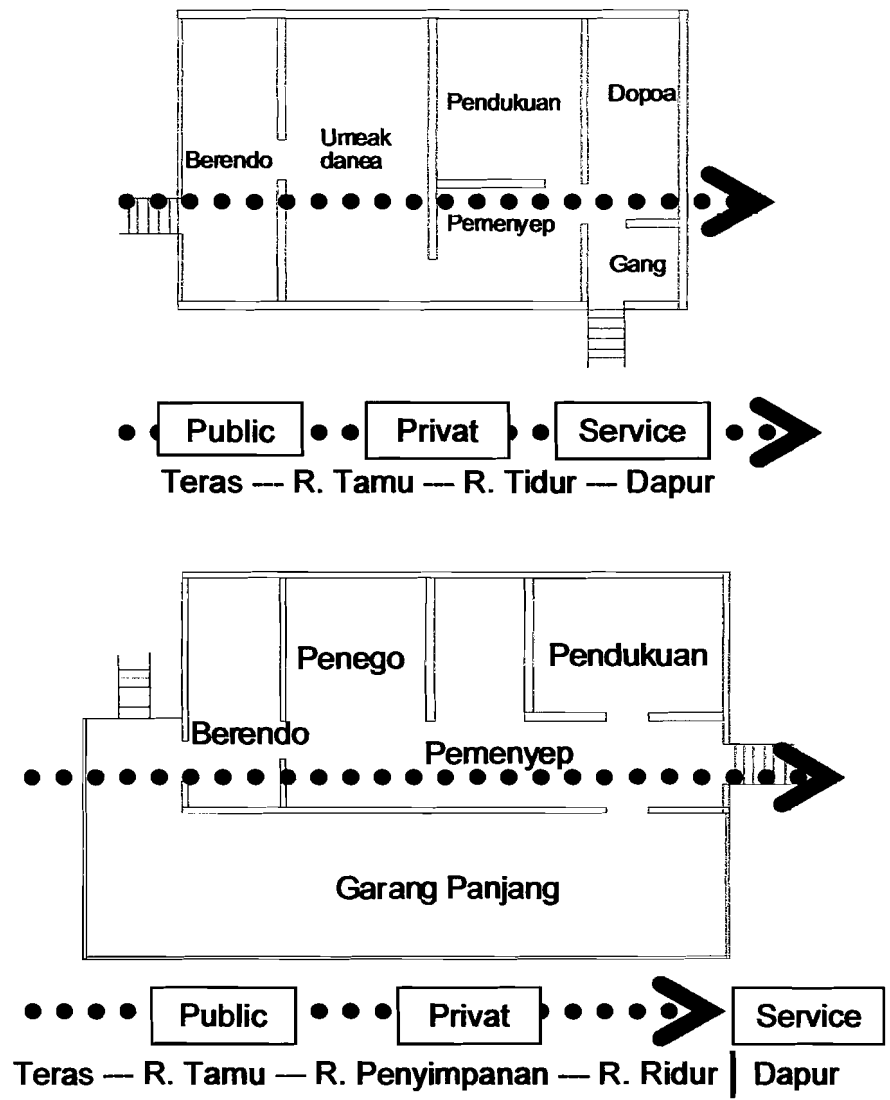 Pendukuan
Dopoa
Berendo
Umeak
danea
Pemenyep
Gang
Public
Privat
Service
Teras --- R. Tamu --- R. Tidur --- Dapur
Penego
Pendukuan
Berendo
Pemenyep
Garang Panjang
Public
Privat
Service
Teras --- R. Tamu --- R. Penyimpanan --- R. Ridur | Dapur